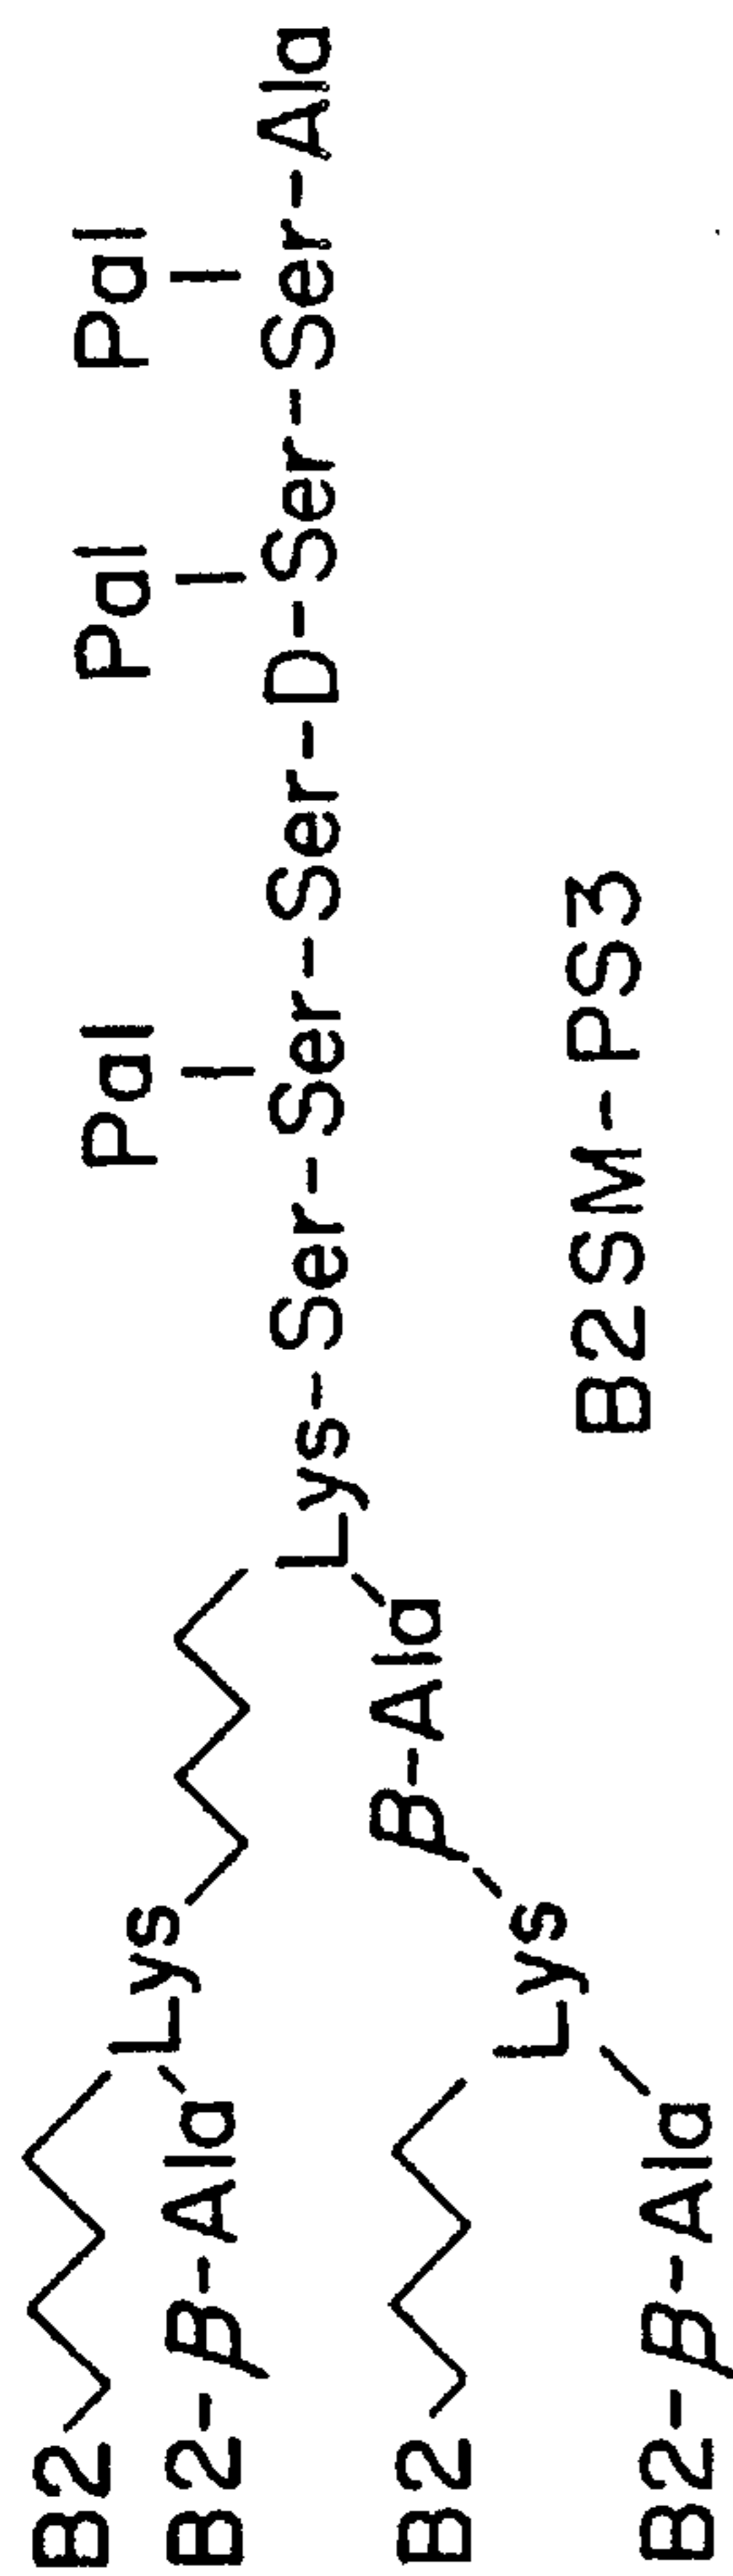 Pal Pal Pal
B2
Lys
B2-β-Ala
Lys-Ser-Ser-Ser-D-Ser-Ser-Ala
β-Ala
B2
Lys
B2SM-PS3
B2-β-Ala